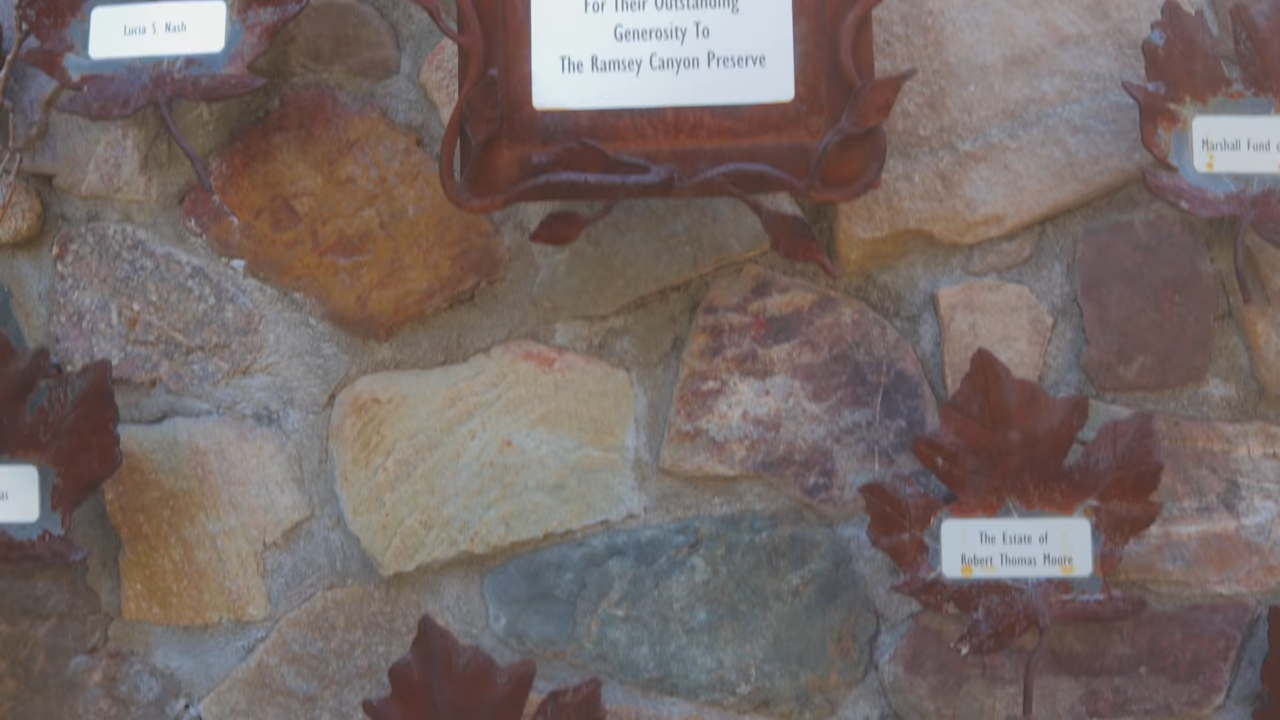 Lucia S. Nash
For Their Outstanding
Generosity To
The Ramsey Canyon Preserve
Marshall Fund
The Estate of
Robert Thomas Moore